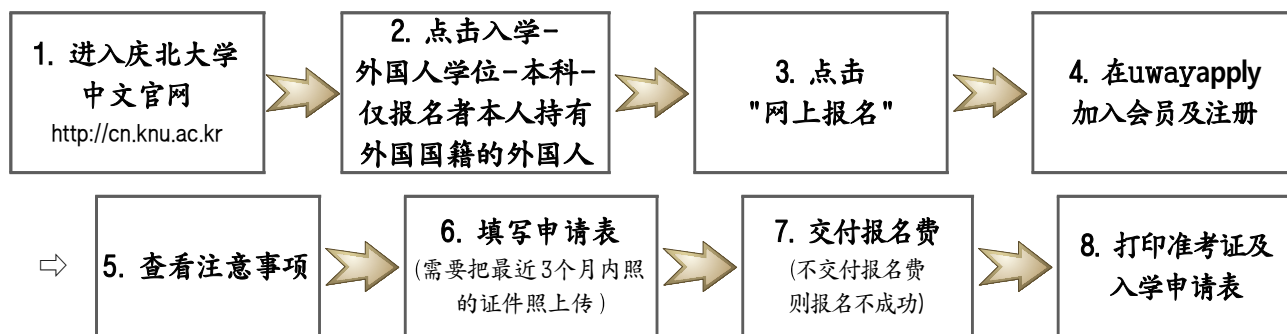 1. 进入庆北大学
中文官网
http://cn.knu.ac.kr
2. 点击入学-
外国人学位-本科-
仅报名者本人持有
外国国籍的外国人
3. 点击
"网上报名"
4. 在uwayapply
加入会员及注册
⇨
5. 查看注意事项
6. 填写申请表
(需要把最近3个月内照
的证件照上传)
7. 交付报名费
(不交付报名费
则报名不成功)
8. 打印准考证及
入学申请表